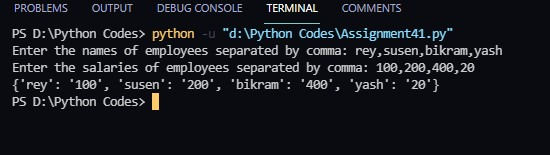 PROBLEMS OUTPUT DEBUG CONSOLE TERMINAL PORTS
PS D:\Python Codes> python -u "d:\Python Codes\Assignment41.py"
Enter the names of employees separated by comma: rey,susen,bikram,yash
Enter the salaries of employees separated by comma: 100,200,400,20
{'rey': '100', 'susen': '200', 'bikram': '400', 'yash': '20'}
PS D:\Python Codes>